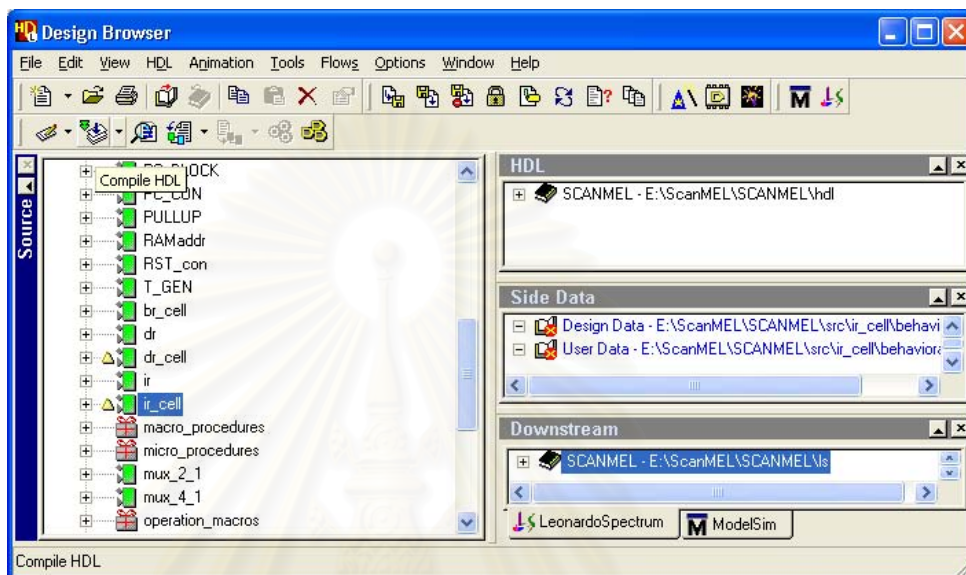 Design Browser
File Edit View HDL Animation Tools Flows Options Window Help
Source
Compile HDL
PC_CON
PULLUP
RAMaddr
RST_con
T_GEN
br_cell
dr
dr_cell
ir
ir_cell
macro_procedures
micro_procedures
mux_2_1
mux_4_1
operation_macros
HDL
SCANMEL - E:\ScanMEL\SCANMEL\hdl
Side Data
Design Data - E:\ScanMEL\SCANMEL\src\ir_cell\behavi
User Data - E:\ScanMEL\SCANMEL\src\ir_cell\behaviora
Downstream
SCANMEL - E:\ScanMEL\SCANMEL\ls
LeonardoSpectrum ModelSim
Compile HDL